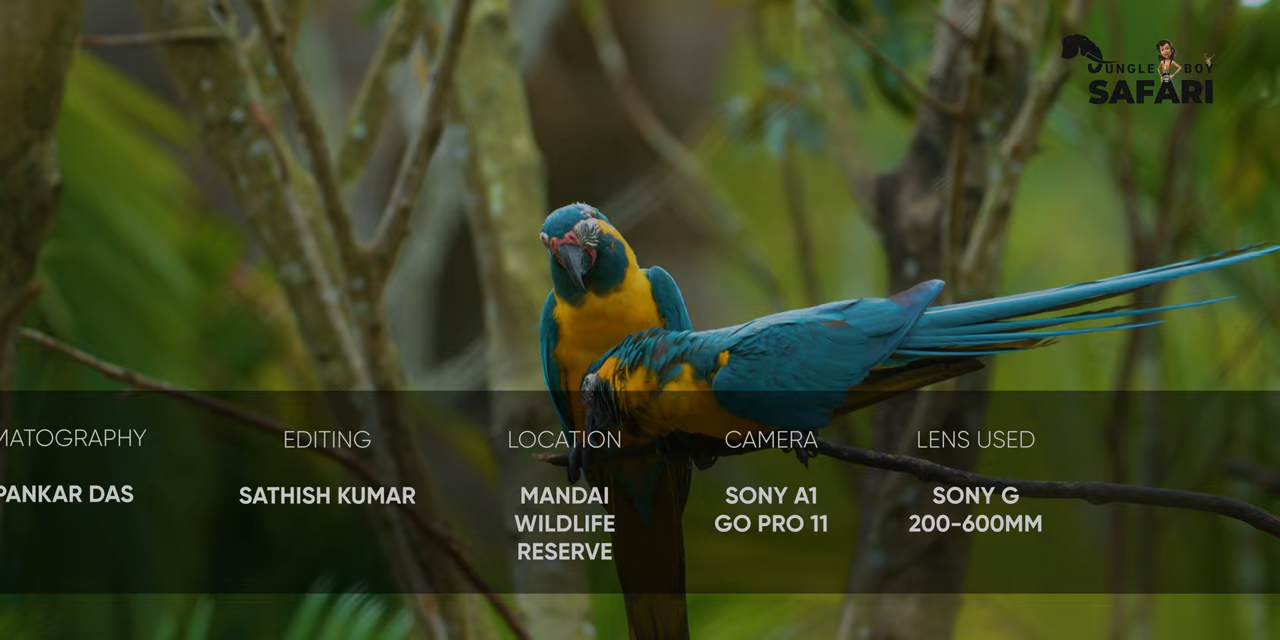 JUNGLE BOY
SAFARI
MATOGRAPHY
PANKAR DAS
EDITING
SATHISH KUMAR
LOCATION
MANDAI
WILDLIFE
RESERVE
CAMERA
SONY A1
GO PRO 11
LENS USED
SONY G
200-600MM